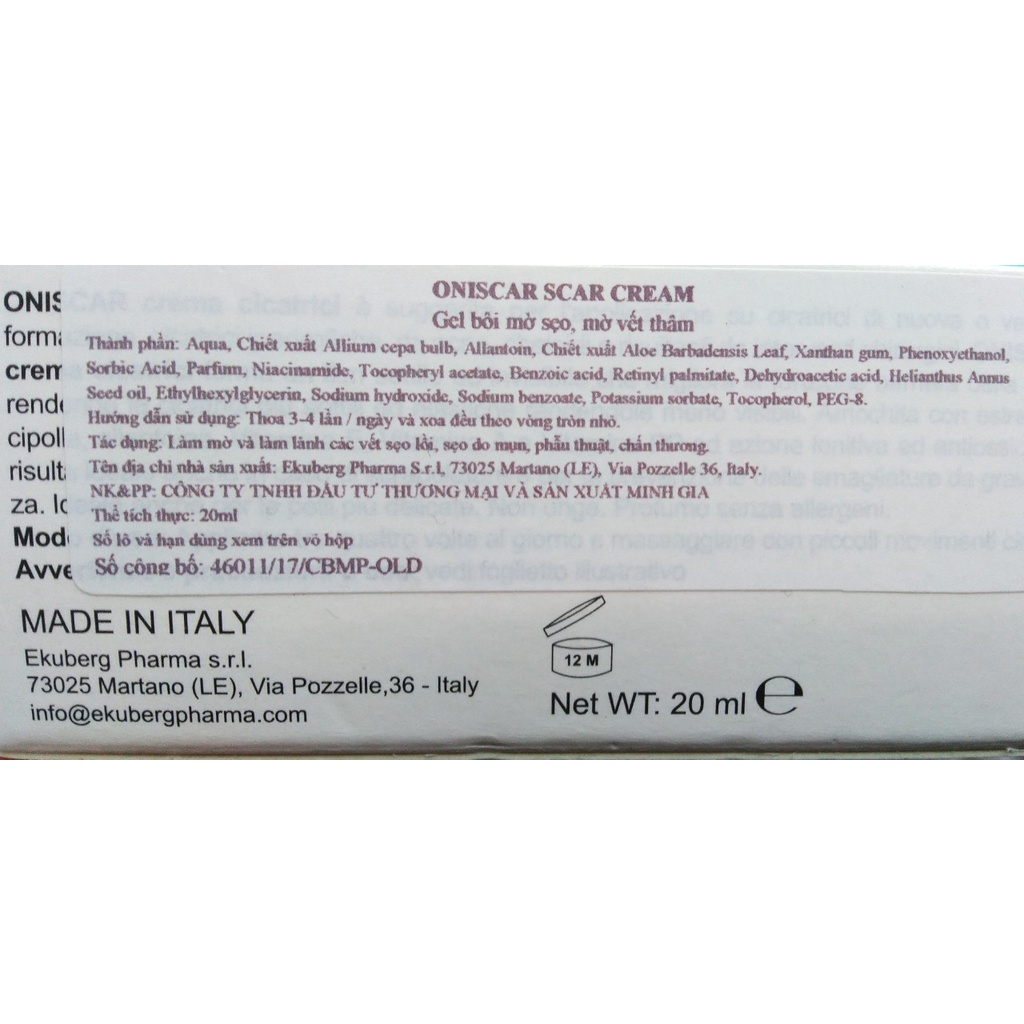 ONISCAR SCAR CREAM
Gel bôi mờ sẹo, mờ vết thâm
Thành phần: Aqua, Chiết xuất Allium cepa bulb, Allantoin, Chiết xuất Aloe Barbadensis Leaf, Xanthan gum, Phenoxyethanol,
Sorbic Acid, Parfum, Niacinamide, Tocopheryl acetate, Benzoic acid, Retinyl palmitate, Dehydroacetic acid, Helianthus Annus
Seed oil, Ethylhexylglycerin, Sodium hydroxide, Sodium benzoate, Potassium sorbate, Tocopherol, PEG-8.
Hướng dẫn sử dụng: Thoa 3-4 lần / ngày và xoa đều theo vòng tròn nhỏ.
Tác dụng: Làm mờ và làm lành các vết sẹo lồi, sẹo do mụn, phẫu thuật, chấn thương.
Tên địa chỉ nhà sản xuất: Ekuberg Pharma S.r.l, 73025 Martano (LE), Via Pozzelle 36, Italy.
NK&PP: CÔNG TY TNHH ĐẦU TƯ THƯƠNG MẠI VÀ SẢN XUẤT MINH GIA
Thể tích thực: 20ml
Số lô và hạn dùng xem trên vỏ hộp
Số công bố: 46011/17/CBMP-QLD
ONIS
forma
crem
rende
cipoll
risulta
za. Id
Mod
Avve
MADE IN ITALY
Ekuberg Pharma s.r.l.
73025 Martano (LE), Via Pozzelle,36 - Italy
info@ekubergpharma.com
12 M
Net WT: 20 ml e